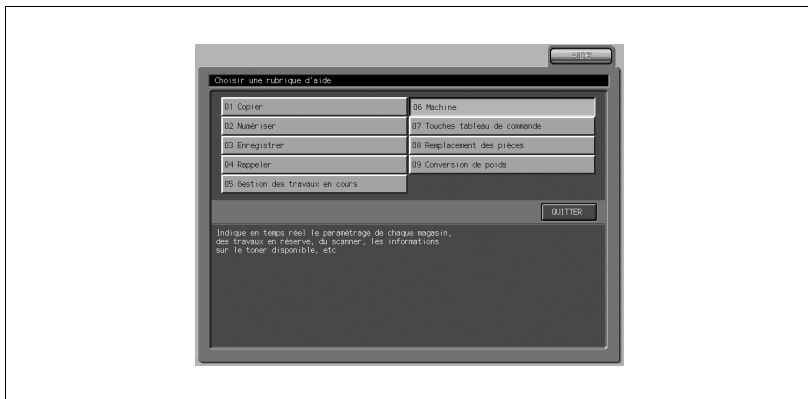 AIDE
Choisir une rubrique d'aide
01 Copier
06 Machine
02 Numériser
07 Touches tableau de commande
03 Enregistrer
08 Remplacement des pièces
04 Rappeler
09 Conversion de poids
05 Gestion des travaux en cours
QUITTER
Indique en temps réel le paramétrage de chaque magasin,
des travaux en réserve, du scanner, les informations
sur le toner disponible, etc